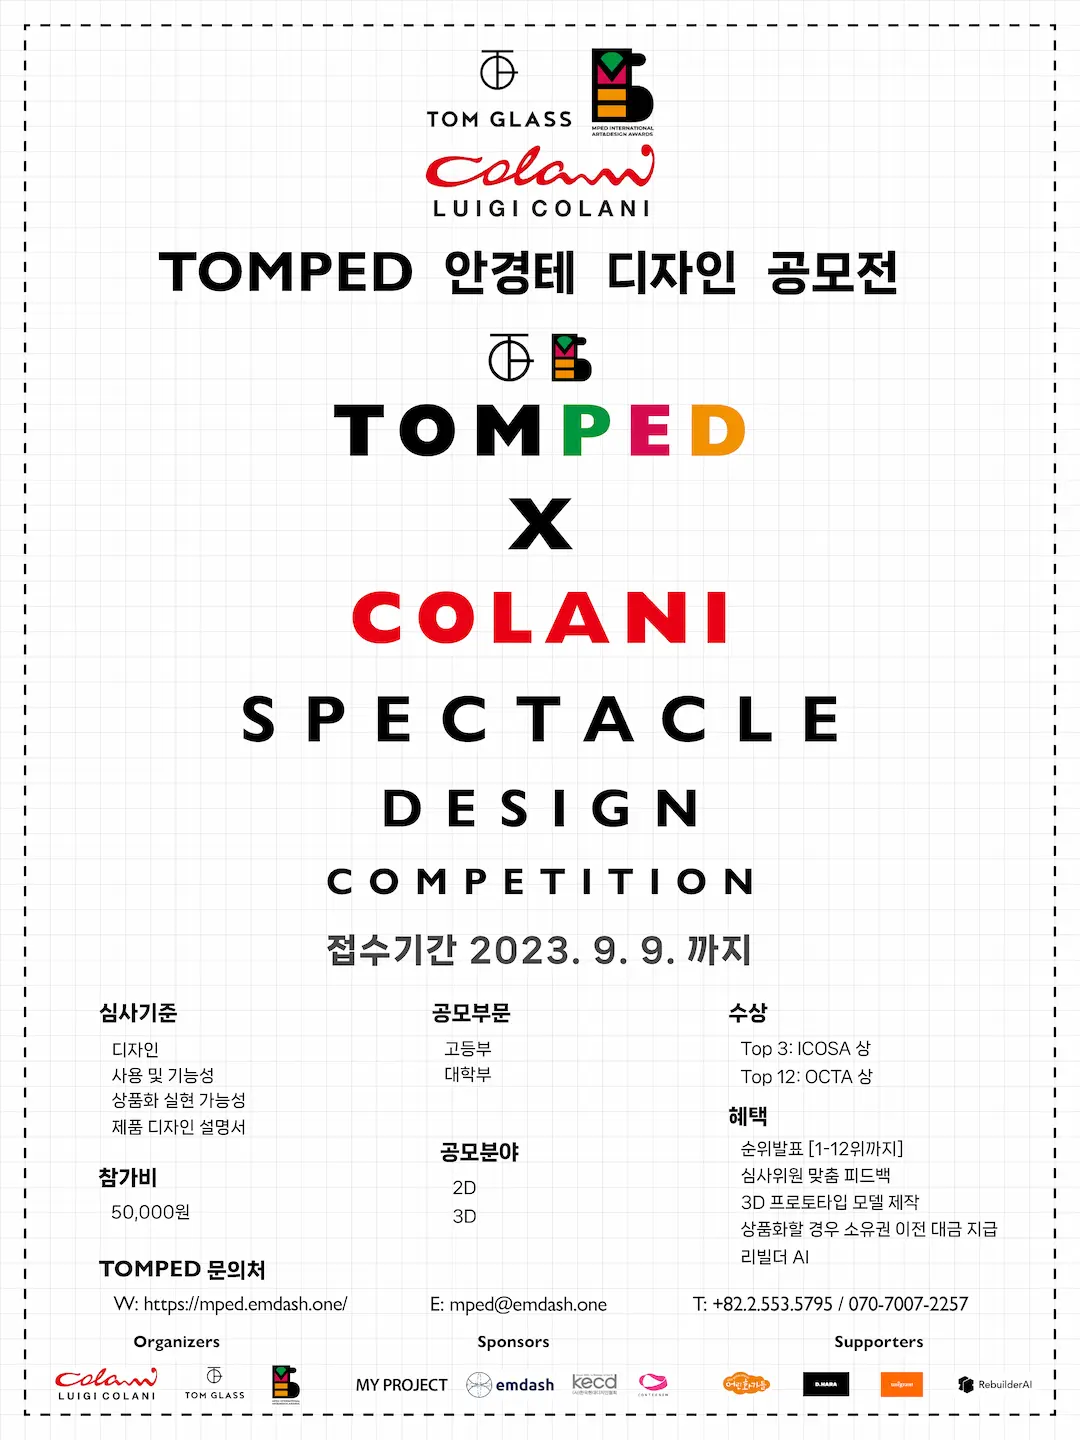 TOM GLASS
MPED INTERNATIONAL
ART&DESIGN AWARDS
Colani
LUIGI COLANI
TOMPED 안경테 디자인 공모전
TOMPED
X
COLANI
SPECTACLE
DESIGN
COMPETITION
접수기간 2023. 9. 9. 까지
심사기준
디자인
사용 및 기능성
상품화 실현 가능성
제품 디자인 설명서
참가비
50,000원
공모부문
고등부
대학부
공모분야
2D
3D
수상
Top 3: ICOSA 상
Top 12: OCTA 상
혜택
순위발표 [1-12위까지]
심사위원 맞춤 피드백
3D 프로토타입 모델 제작
상품화할 경우 소유권 이전 대금 지급
리빌더 AI
TOMPED 문의처
W: https://mped.emdash.one/
E: mped@emdash.one
T: +82.2.553.5795 / 070-7007-2257
Organizers
Sponsors
Supporters
Colani
LUIGI COLANI
TOM GLASS
MY PROJECT
emdash
kecd
어린화가들
D.HARA
RebuilderAI